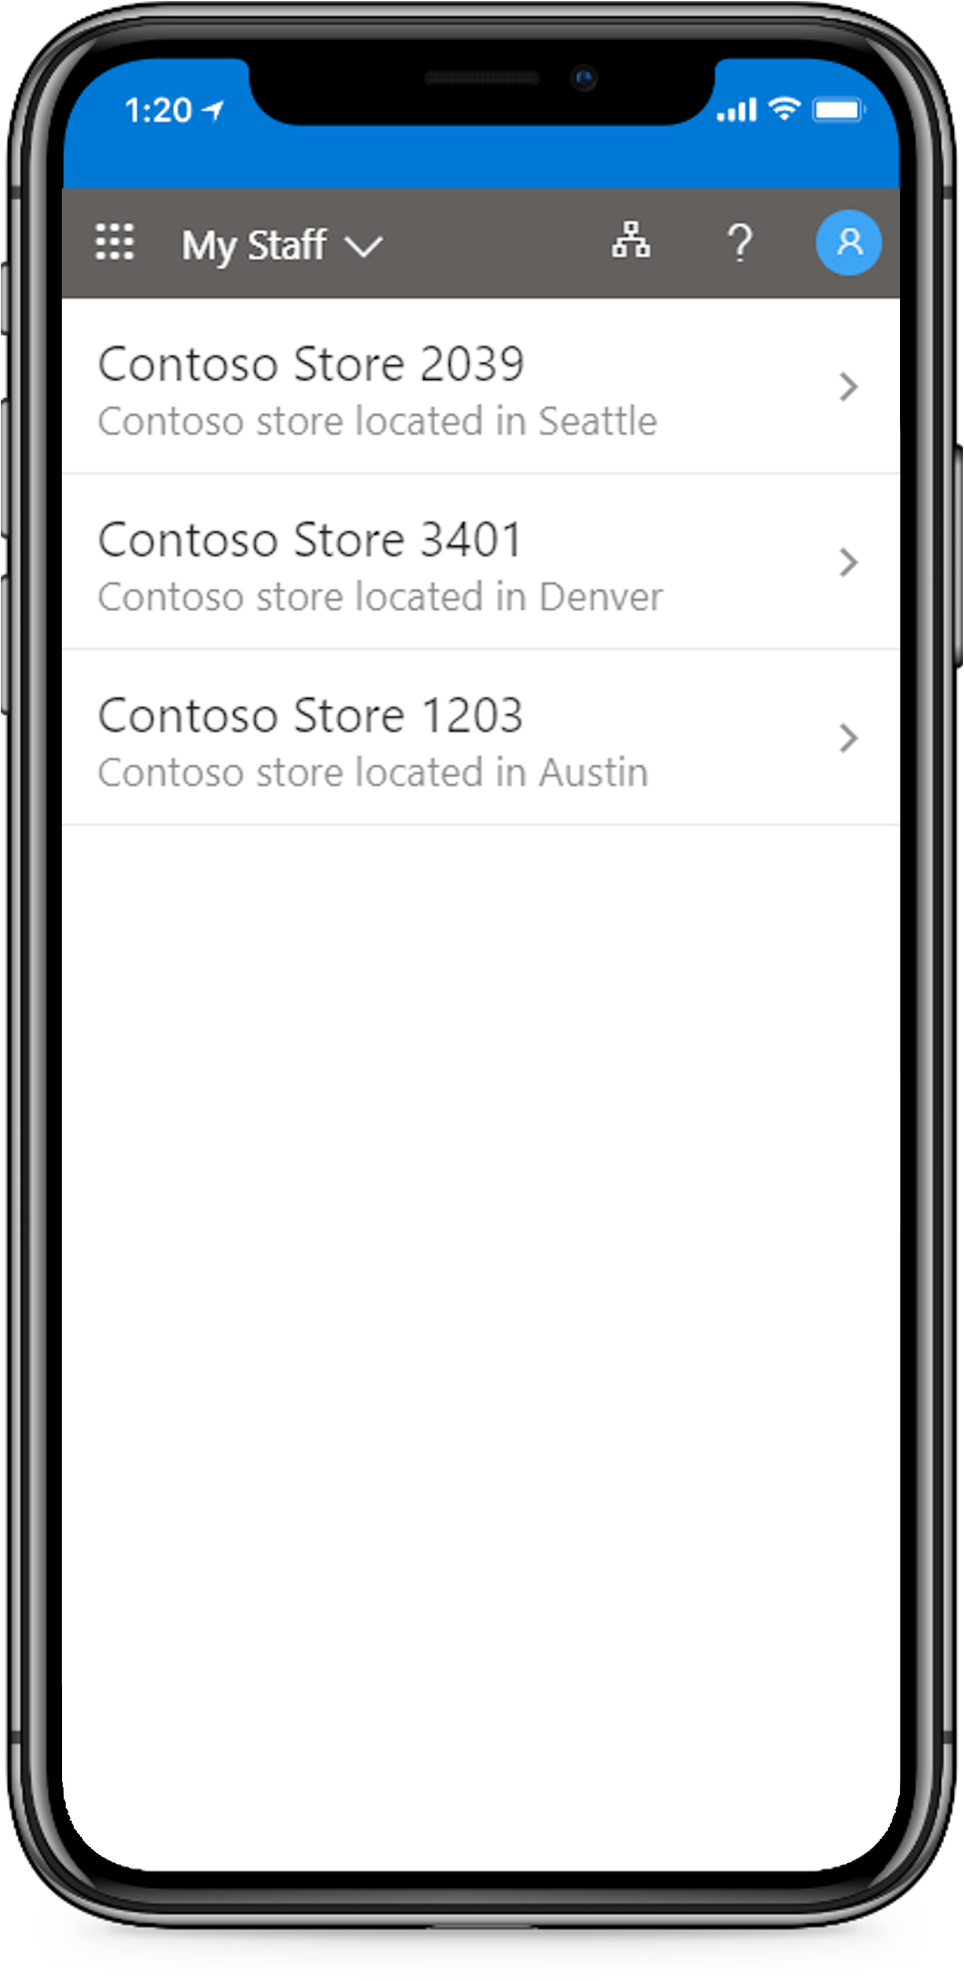 1:20
My Staff
?
Contoso Store 2039
Contoso store located in Seattle
Contoso Store 3401
Contoso store located in Denver
Contoso Store 1203
Contoso store located in Austin